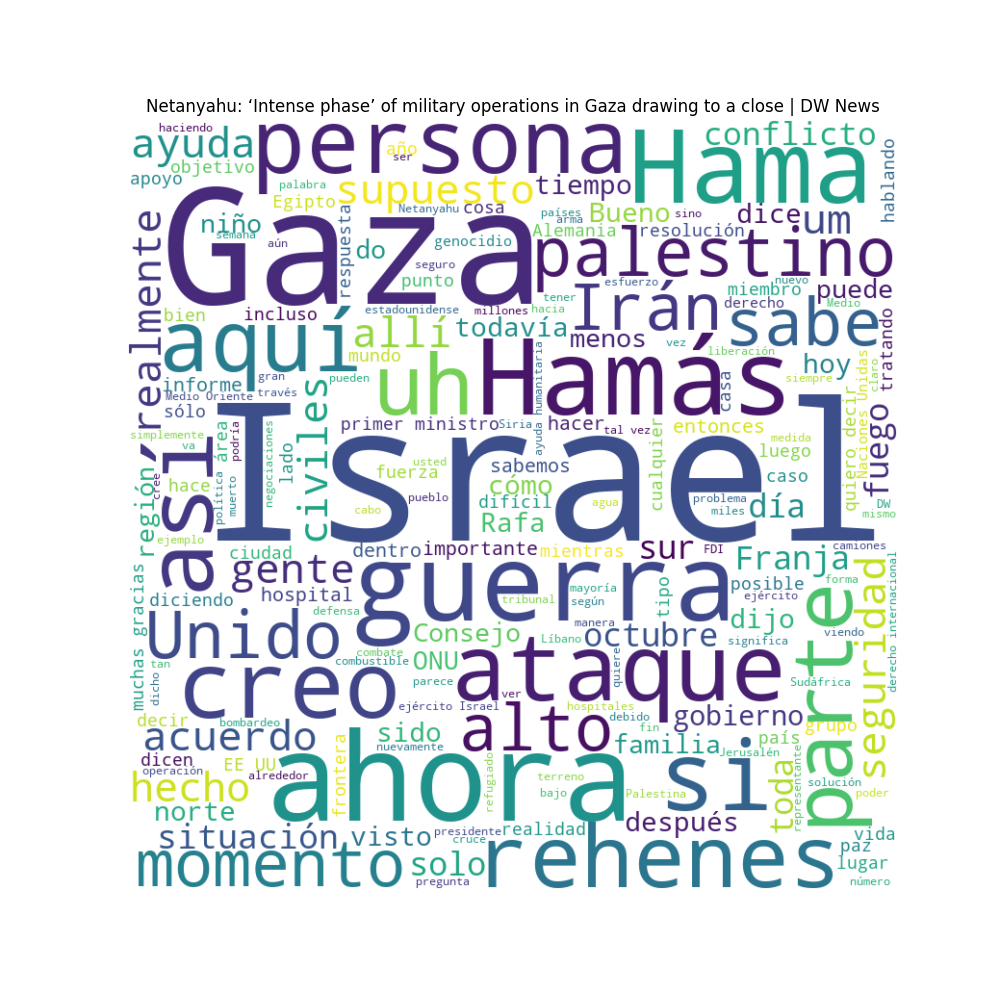 Netanyahu: ‘Intense phase’ of military operations in Gaza drawing to a close | DW News
haciendo
ayuda
persona
año
ser
Hama
conflicto
objetivo
apoyo
palabra
supuesto
tiempo
hablando
Egipto
Netanyahu
cosa
países
sino
Bueno
dice
um
niño
semana
aún
Gaza
respuesta
do
genocidio
arma
Alemania
resolución
palestino
realmente
seguro
punto
esfuerzo
miembro
puede
tener
nuevo
bien
incluso
estadounidense
millones
hacia
Irán
derecho
Medio
sabe
aquí
allí
todavía
menos
vez
tratando
mundo
liberación
hoy
informe
gran
pueden
uh
Hamás
casa
siempre
claro
Medio Oriente
través
ayuda humanitaria
Naciones Unidas
sólo
civiles
primer ministro
Siria
hacer
tal vez
entonces
medida
fuego
simplemente
va
área
podría
negociaciones
lado
Israel
cualquier
quiero decir
luego
así
cree
hace
política
muerto
usted
fuerza
sabemos
cómo
caso
región
pueblo
difícil
agua
problema
miles
día
DW
mismo
ejemplo
cabo
Rafa
ciudad
dentro
importante
mientras
sur
FDI
Franja
camiones
gente
hospital
guerra
mayoría
tipo
posible
forma
diciendo
defensa
tribunal
según
ejército
seguridad
derecho internacional
muchas gracias
Unido
Consejo
manera
octubre
dijo
viendo
parte
combate
Líbano
significa
tan
dicho
combustible
ONU
ataque
quiere
creo
parece
Sudáfrica
ver
ejército Israel
hospitales
decir
bombardeo
alto
debido
gobierno
grupo
acuerdo
sido
fin
familia
país
dicen
nuevamente
Jerusalén
operación
EE UU
frontera
ahora
si
solución
hecho
alrededor
refugiado
terreno
toda
representantes
poder
bajo
Palestina
norte
después
situación
visto
presidente
realidad
vida
cruce
paz
momento
solo
rehenes
lugar
pregunta
número